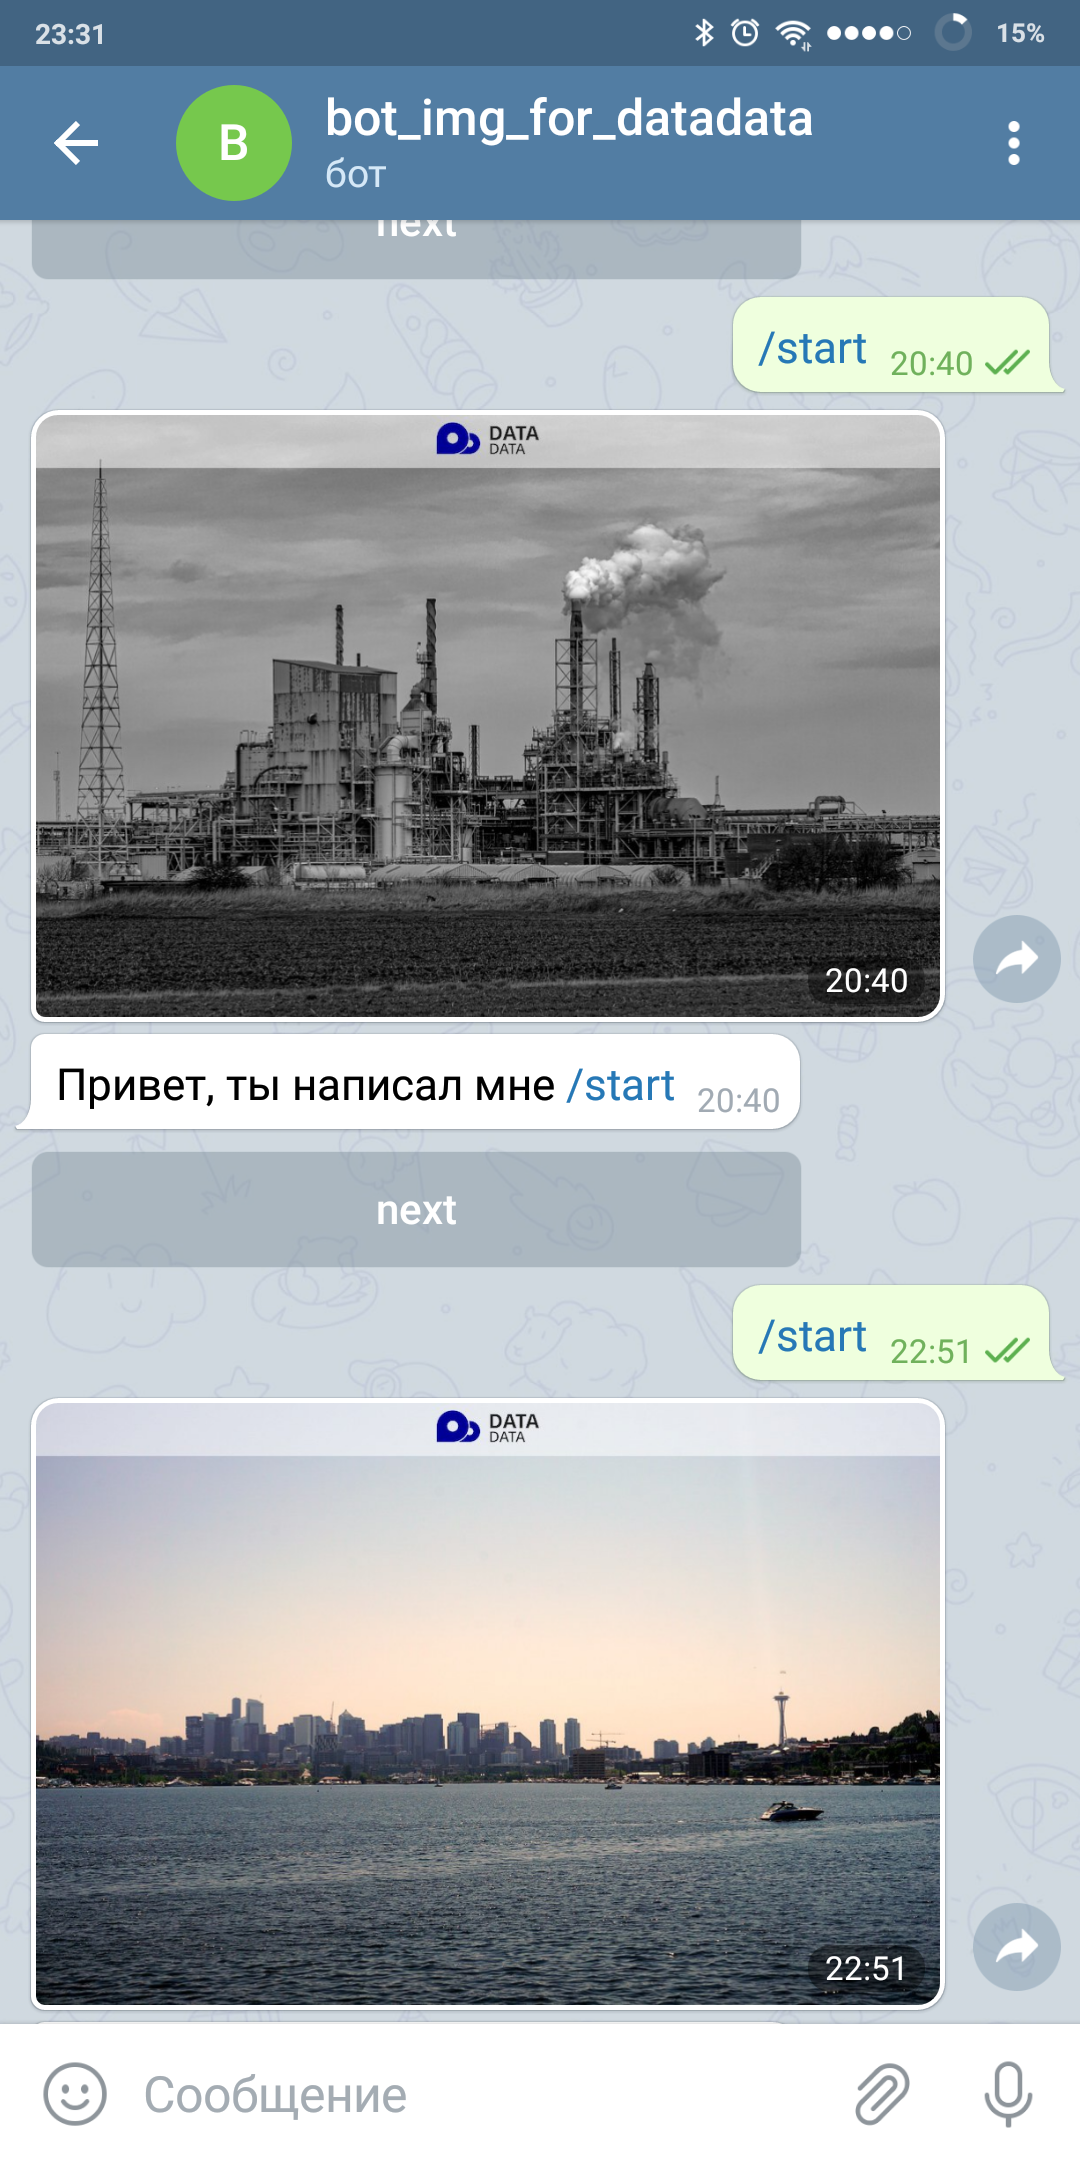 23:31
15%
B
bot_img_for_datadata
бот
next
/start 20:40
DATA
DATA
20:40
Привет, ты написал мне /start 20:40
next
/start 22:51
DATA
DATA
22:51
Сообщение